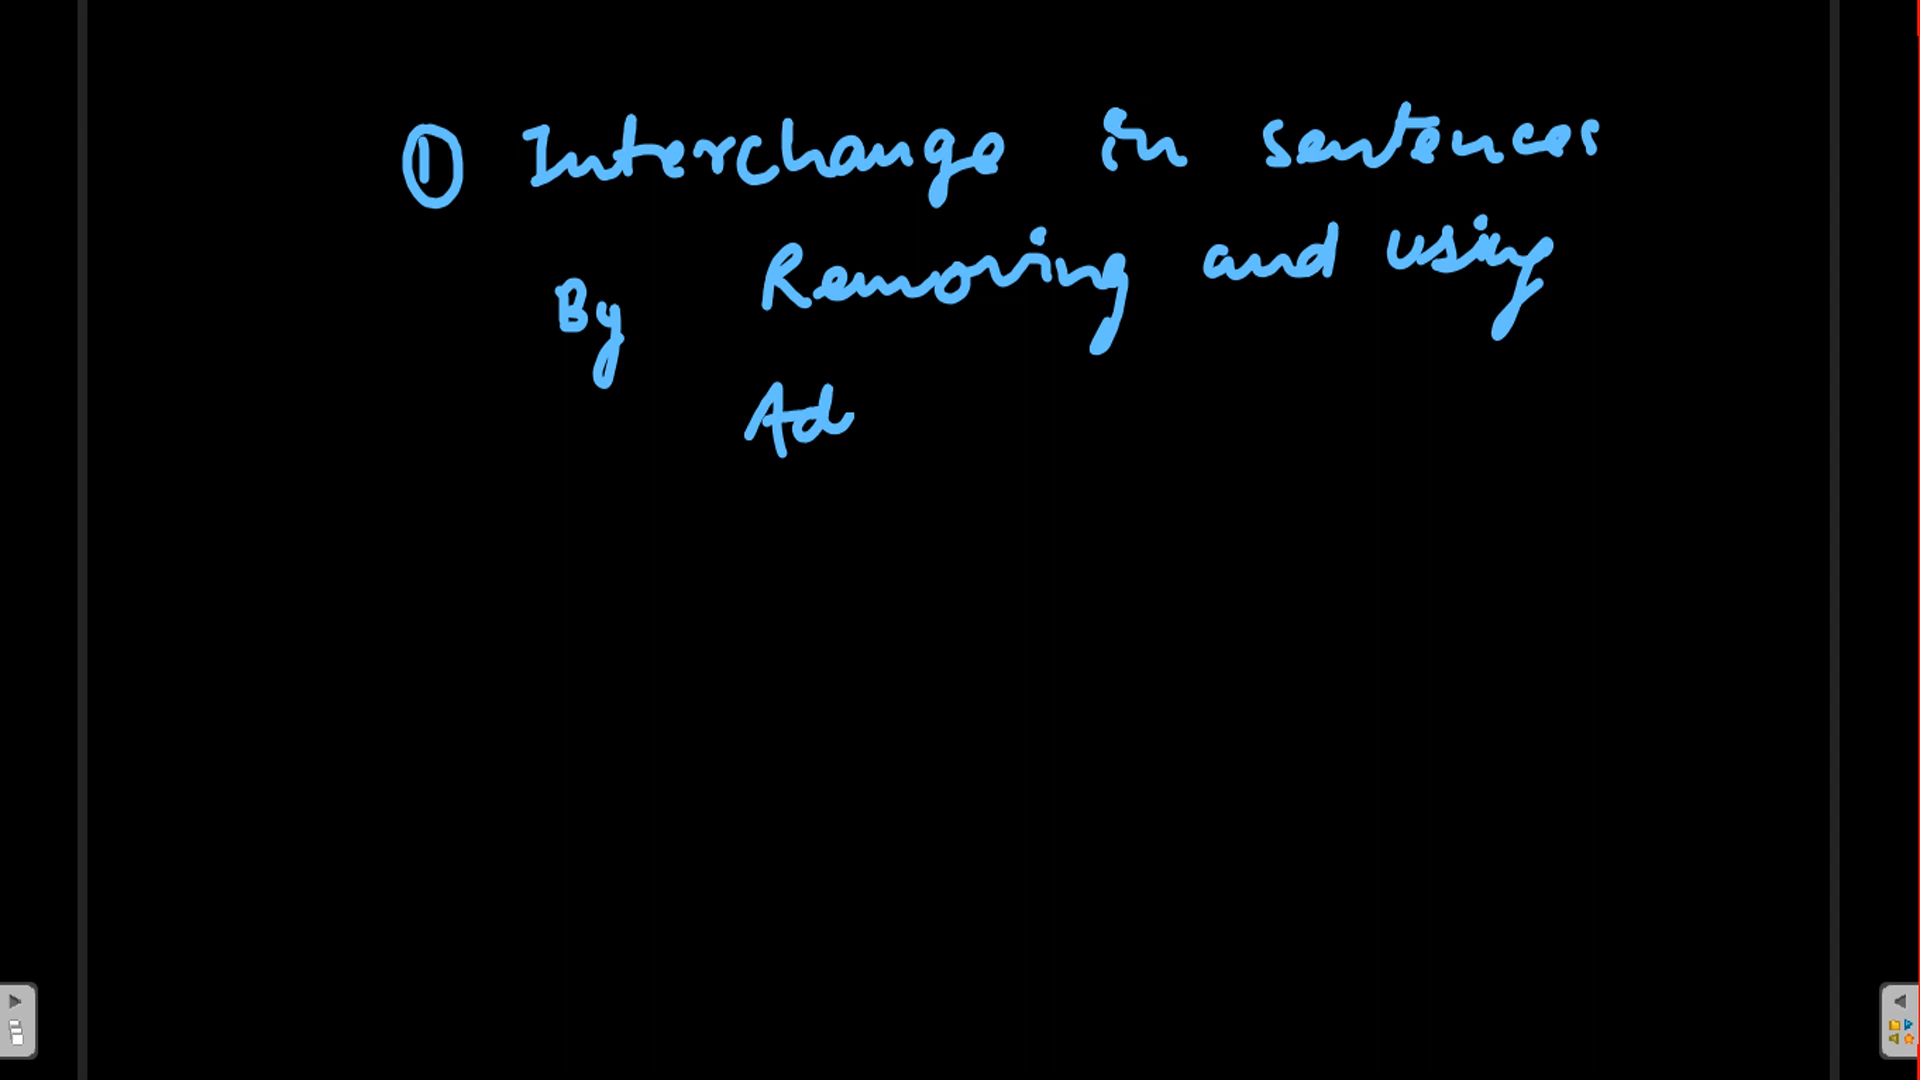 ① Interchange in sentences
By Removing and using
Ad